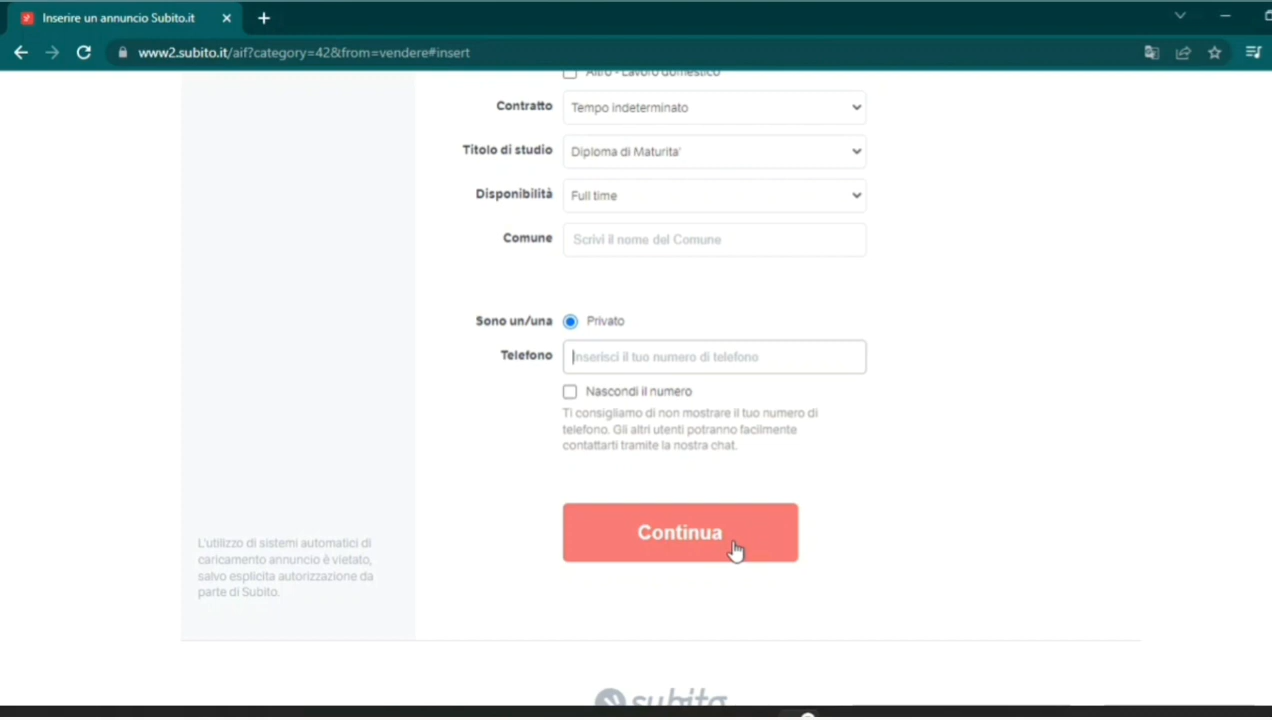 Inserire un annuncio Subito.it
www2.subito.it/aif?category=42&from=vendere#insert
Altro - Lavoro domestico
Contratto Tempo indeterminato
Titolo di studio Diploma di Maturita'
Disponibilità Full time
Comune Scrivi il nome del Comune
Sono un/una Privato
Telefono Inserisci il tuo numero di telefono
Nascondi il numero
Ti consigliamo di non mostrare il tuo numero di
telefono. Gli altri utenti potranno facilmente
contattarti tramite la nostra chat.
Continua
L'utilizzo di sistemi automatici di
caricamento annuncio è vietato,
salvo esplicita autorizzazione da
parte di Subito.
subito